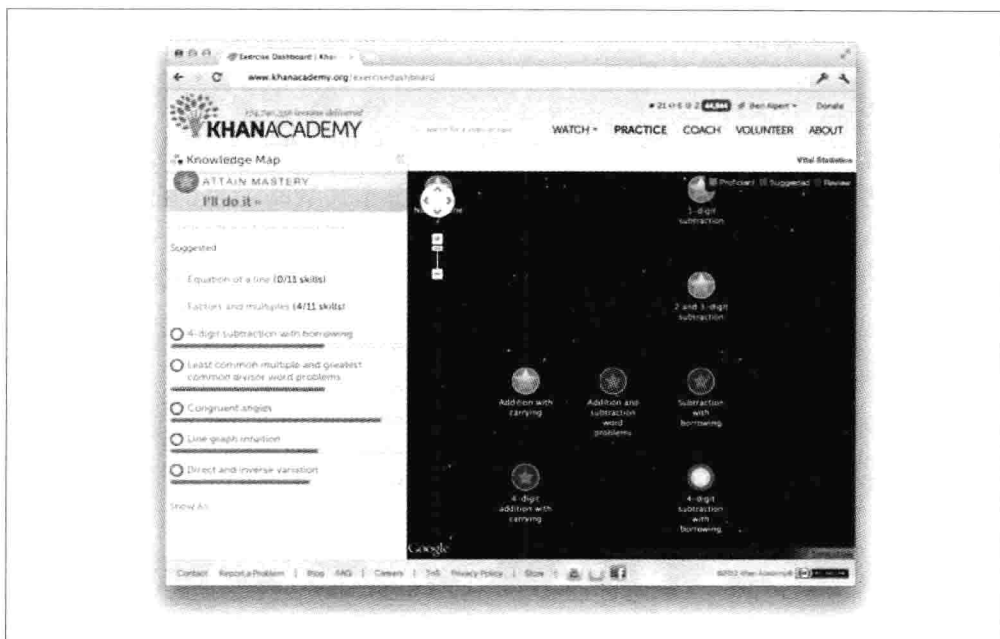 Exercise Dashboard | Khan
www.khanacademy.org/exercisedashboard
Ben Alpert
Donate
KHANACADEMY
WATCH
PRACTICE
COACH
VOLUNTEER
ABOUT
Knowledge Map
Vital Statistics
ATTAIN MASTERY
I'll do it »
Proficient
Suggested
Review
1-digit
subtraction
Suggested
Equation of a line (0/11 skills)
Factors and multiples (4/11 skills)
2 and 3-digit
subtraction
4-digit subtraction with borrowing
Least common multiple and greatest
common divisor word problems
Congruent angles
Line graph intuition
Direct and inverse variation
Show All
Addition with
carrying
Addition and
subtraction
word
problems
Subtraction
with
borrowing
4-digit
addition with
carrying
4-digit
subtraction
with
borrowing
Google
Contact
Report a Problem
|
Blog
FAQ
|
Careers
|
ToS
Privacy Policy
|
Store
|